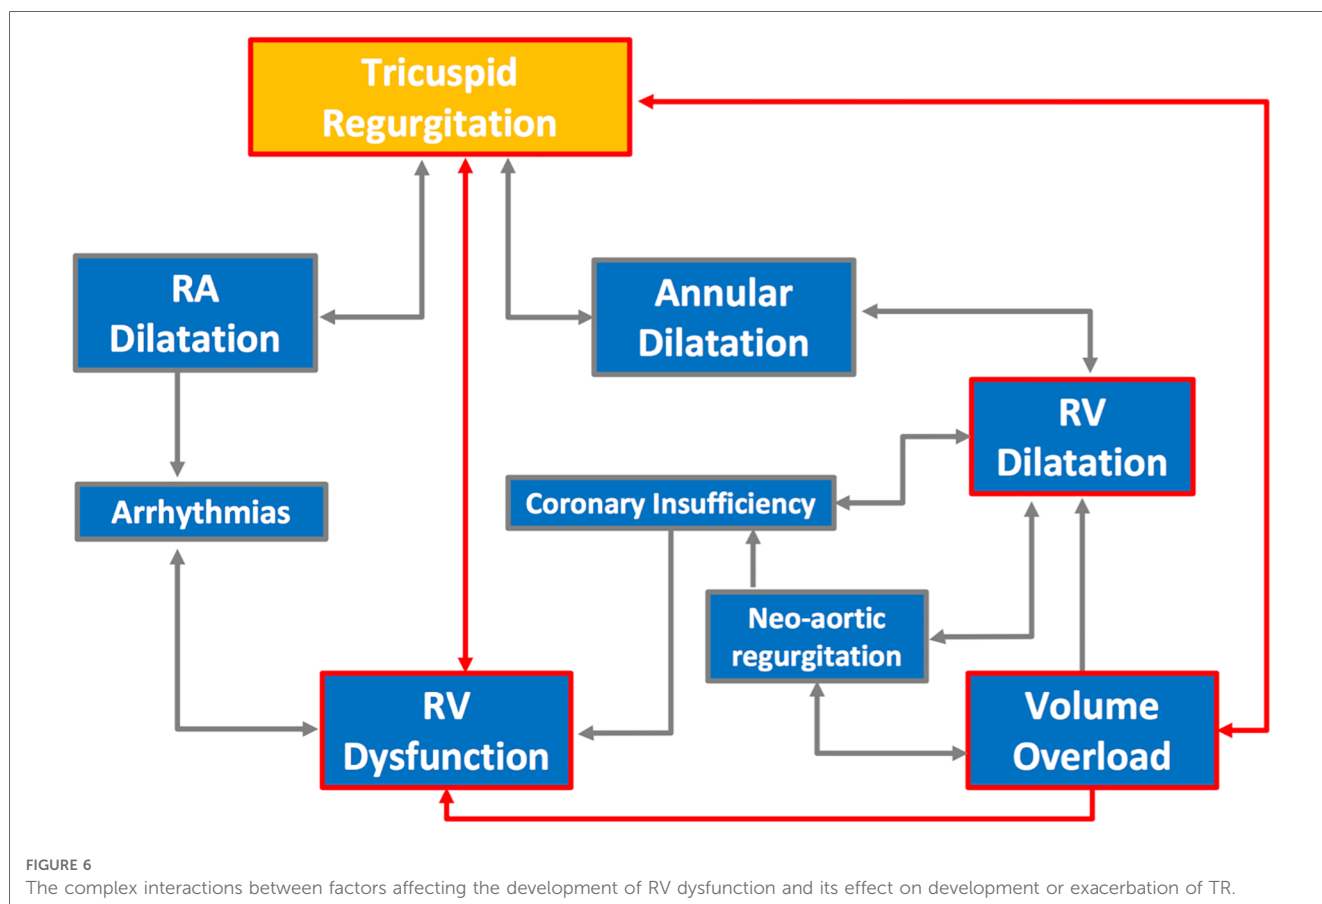 Tricuspid
Regurgitation
RA
Dilatation
Annular
Dilatation
RV
Dilatation
Coronary Insufficiency
Arrhythmias
Neo-aortic
regurgitation
RV
Dysfunction
Volume
Overload
FIGURE 6
The complex interactions between factors affecting the development of RV dysfunction and its effect on development or exacerbation of TR.